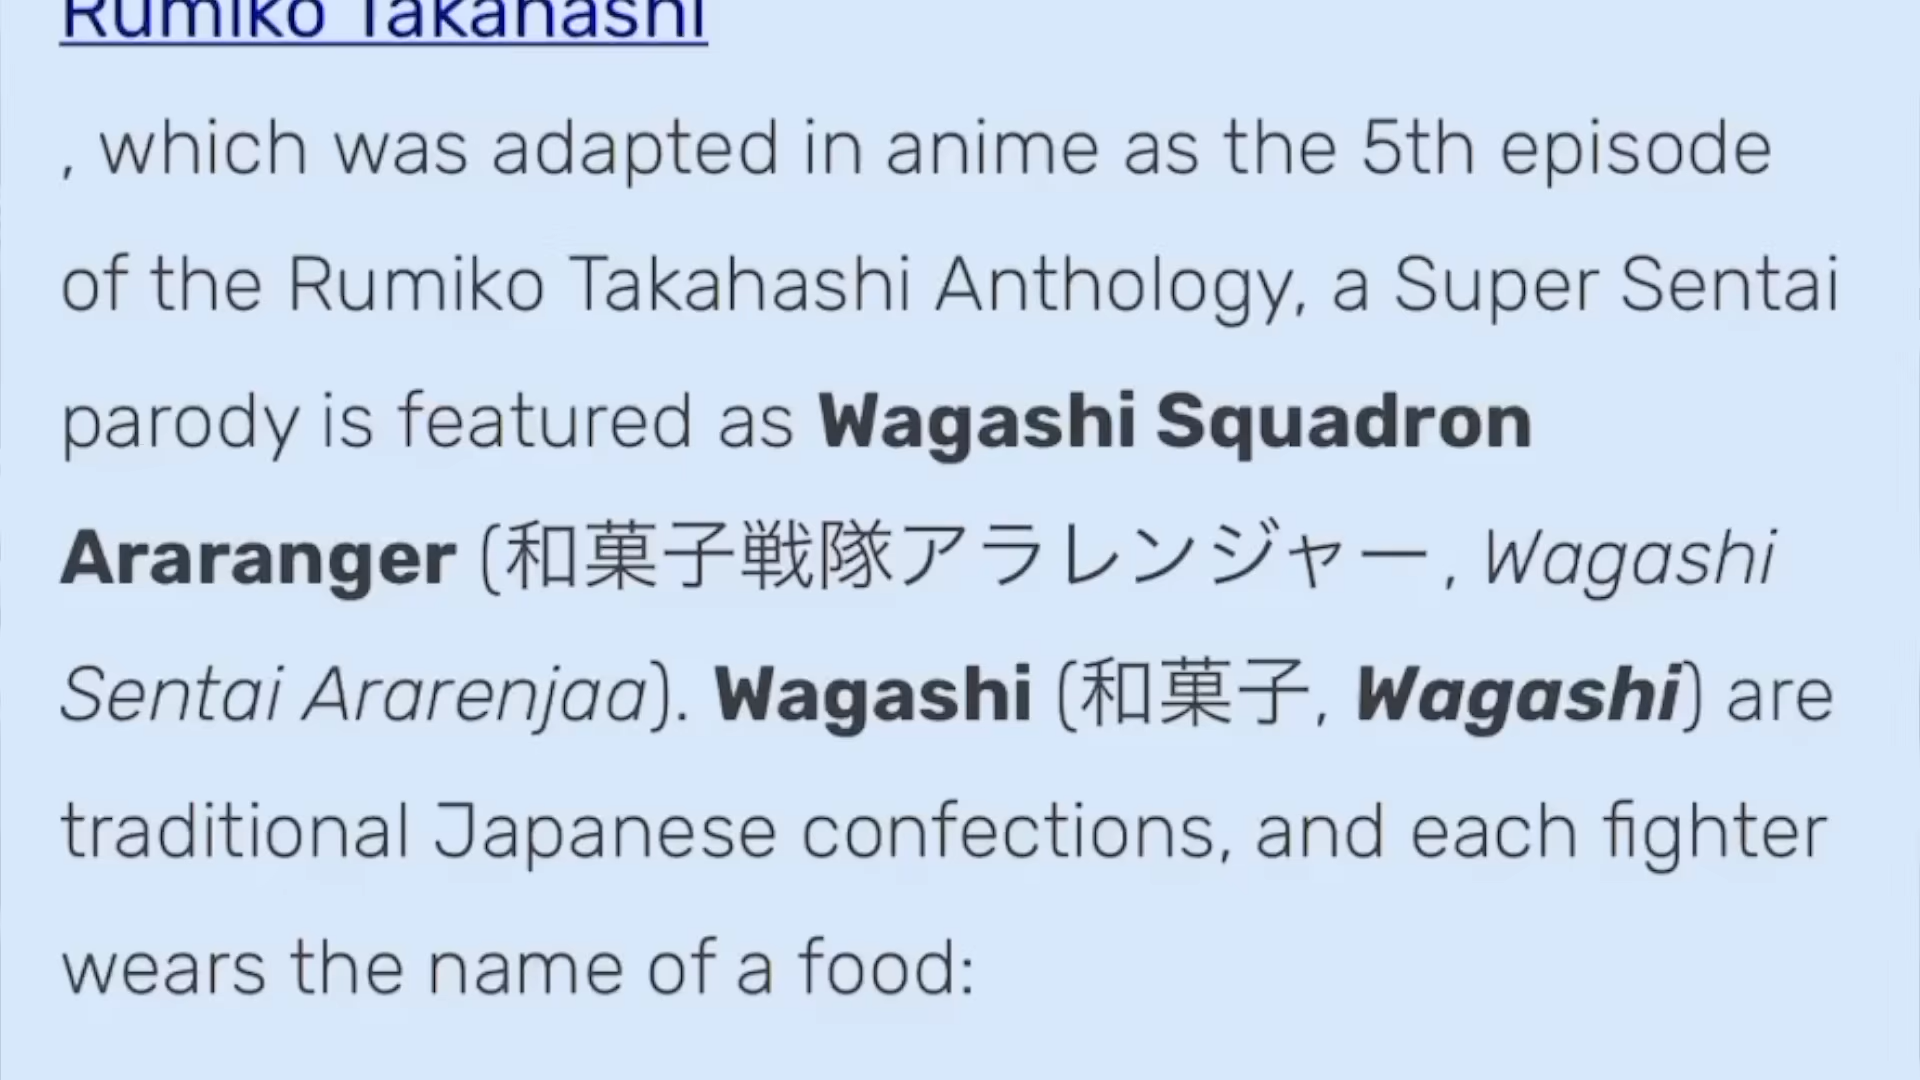 Rumiko Takahashi
, which was adapted in anime as the 5th episode
of the Rumiko Takahashi Anthology, a Super Sentai
parody is featured as Wagashi Squadron
Araranger (和菓子戦隊アラレンジャー, Wagashi
Sentai Ararenjaa). Wagashi (和菓子, Wagashi) are
traditional Japanese confections, and each fighter
wears the name of a food: